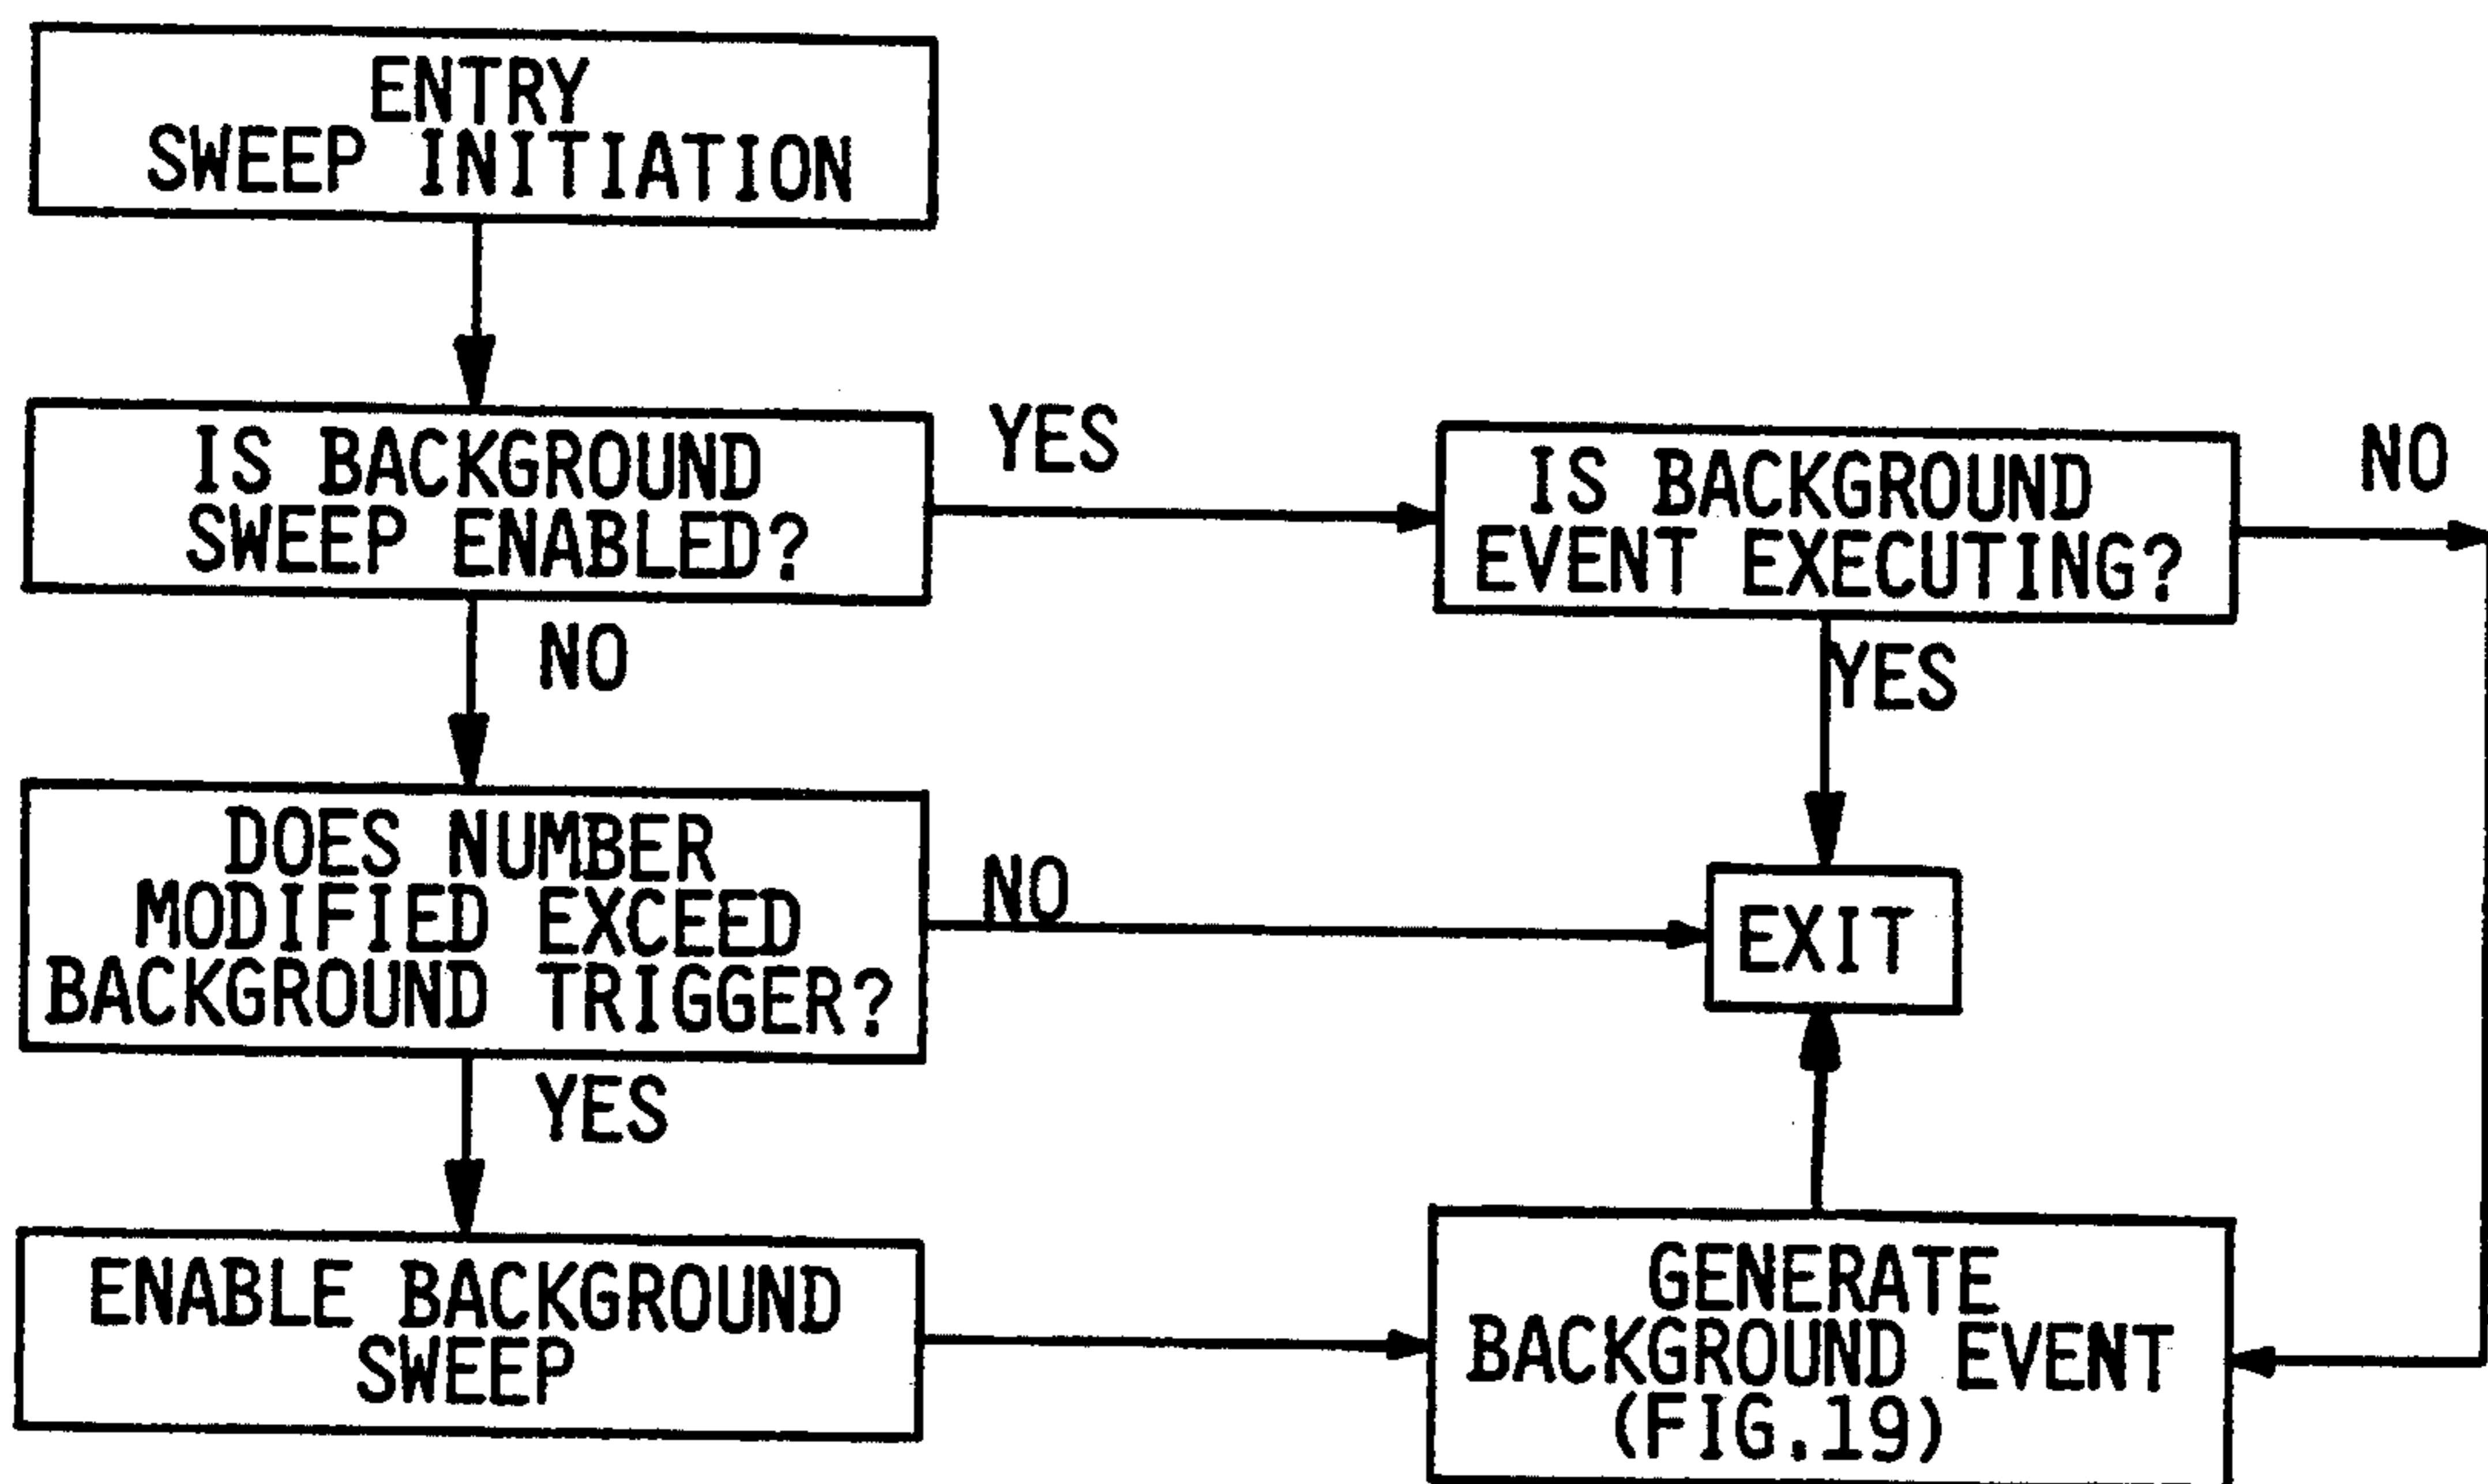 ENTRY
SWEEP INITIATION
IS BACKGROUND
SWEEP ENABLED?
YES
IS BACKGROUND
EVENT EXECUTING?
NO
NO
YES
DOES NUMBER
MODIFIED EXCEED
BACKGROUND TRIGGER?
NO
EXIT
YES
ENABLE BACKGROUND
SWEEP
GENERATE
BACKGROUND EVENT
(FIG.19)